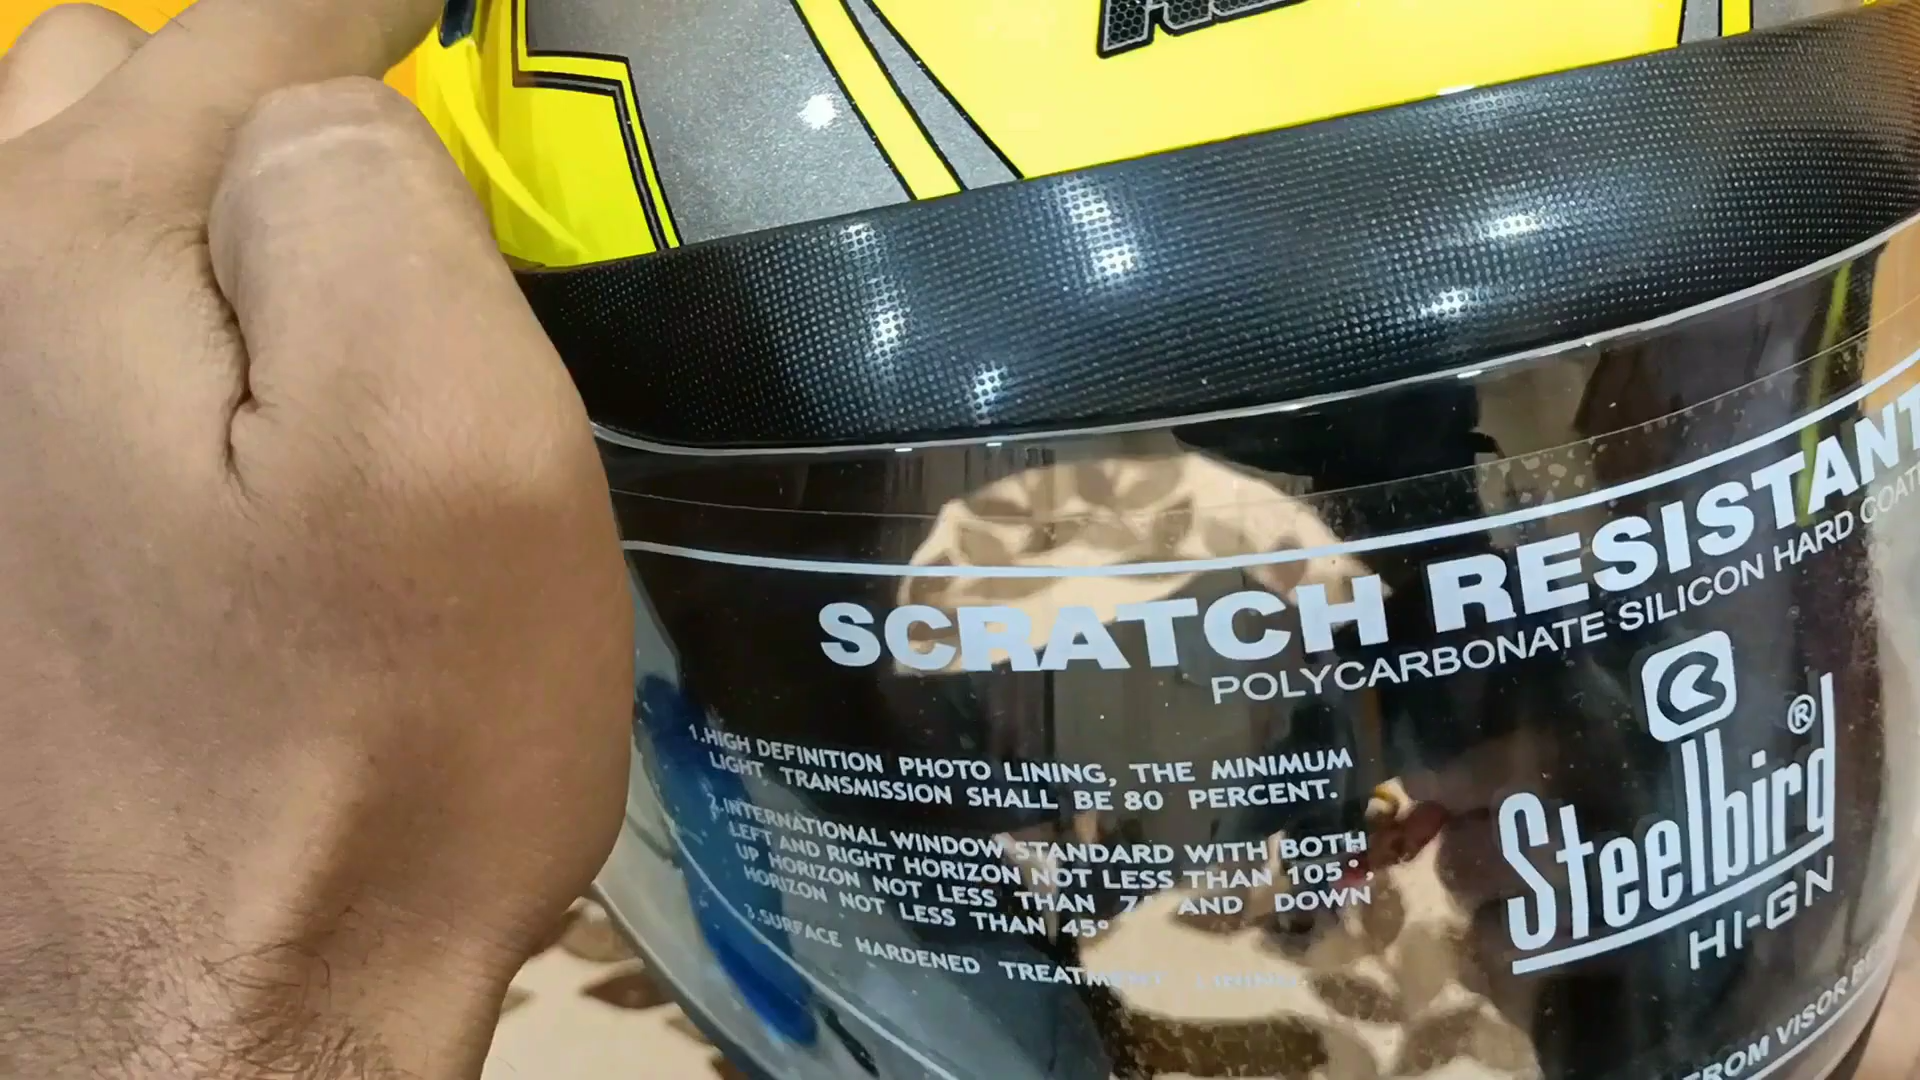 SCRATCH RESISTANT
POLYCARBONATE SILICON HARD
1.HIGH DEFINITION PHOTO LINING, THE MINIMUM
LIGHT TRANSMISSION SHALL BE 80 PERCENT.
2.INTERNATIONAL WINDOW STANDARD WITH BOTH
LEFT AND RIGHT HORIZON NOT LESS THAN 105°,
UP HORIZON NOT LESS THAN AND DOWN
HORIZON NOT LESS THAN 45°
3.SURFACE HARDENED TREATMENT
Steelbird®
HI-GN
FROM VISOR